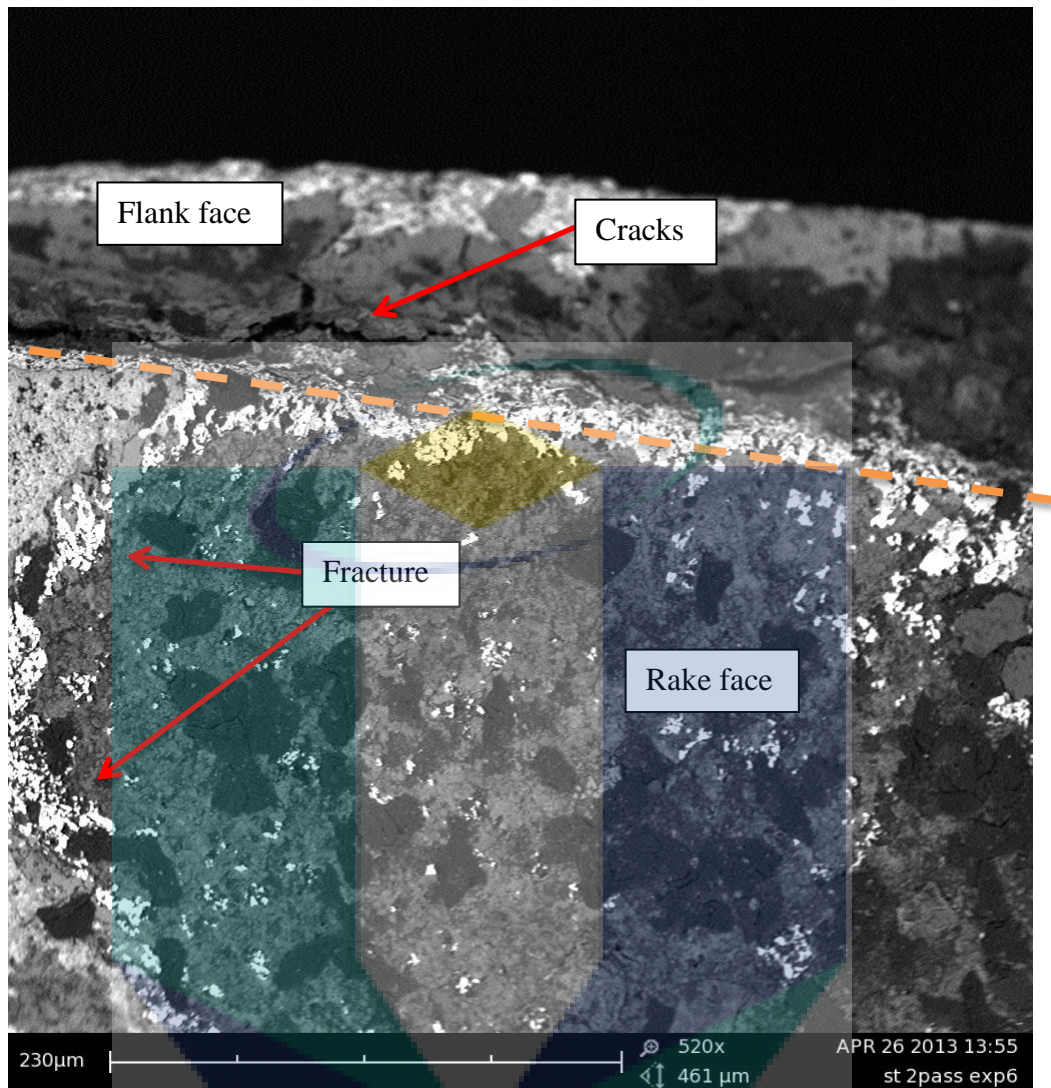 Flank face
Cracks
Fracture
Rake face
230µm
520x
APR 26 2013 13:55
461 µm
st 2pass exp6